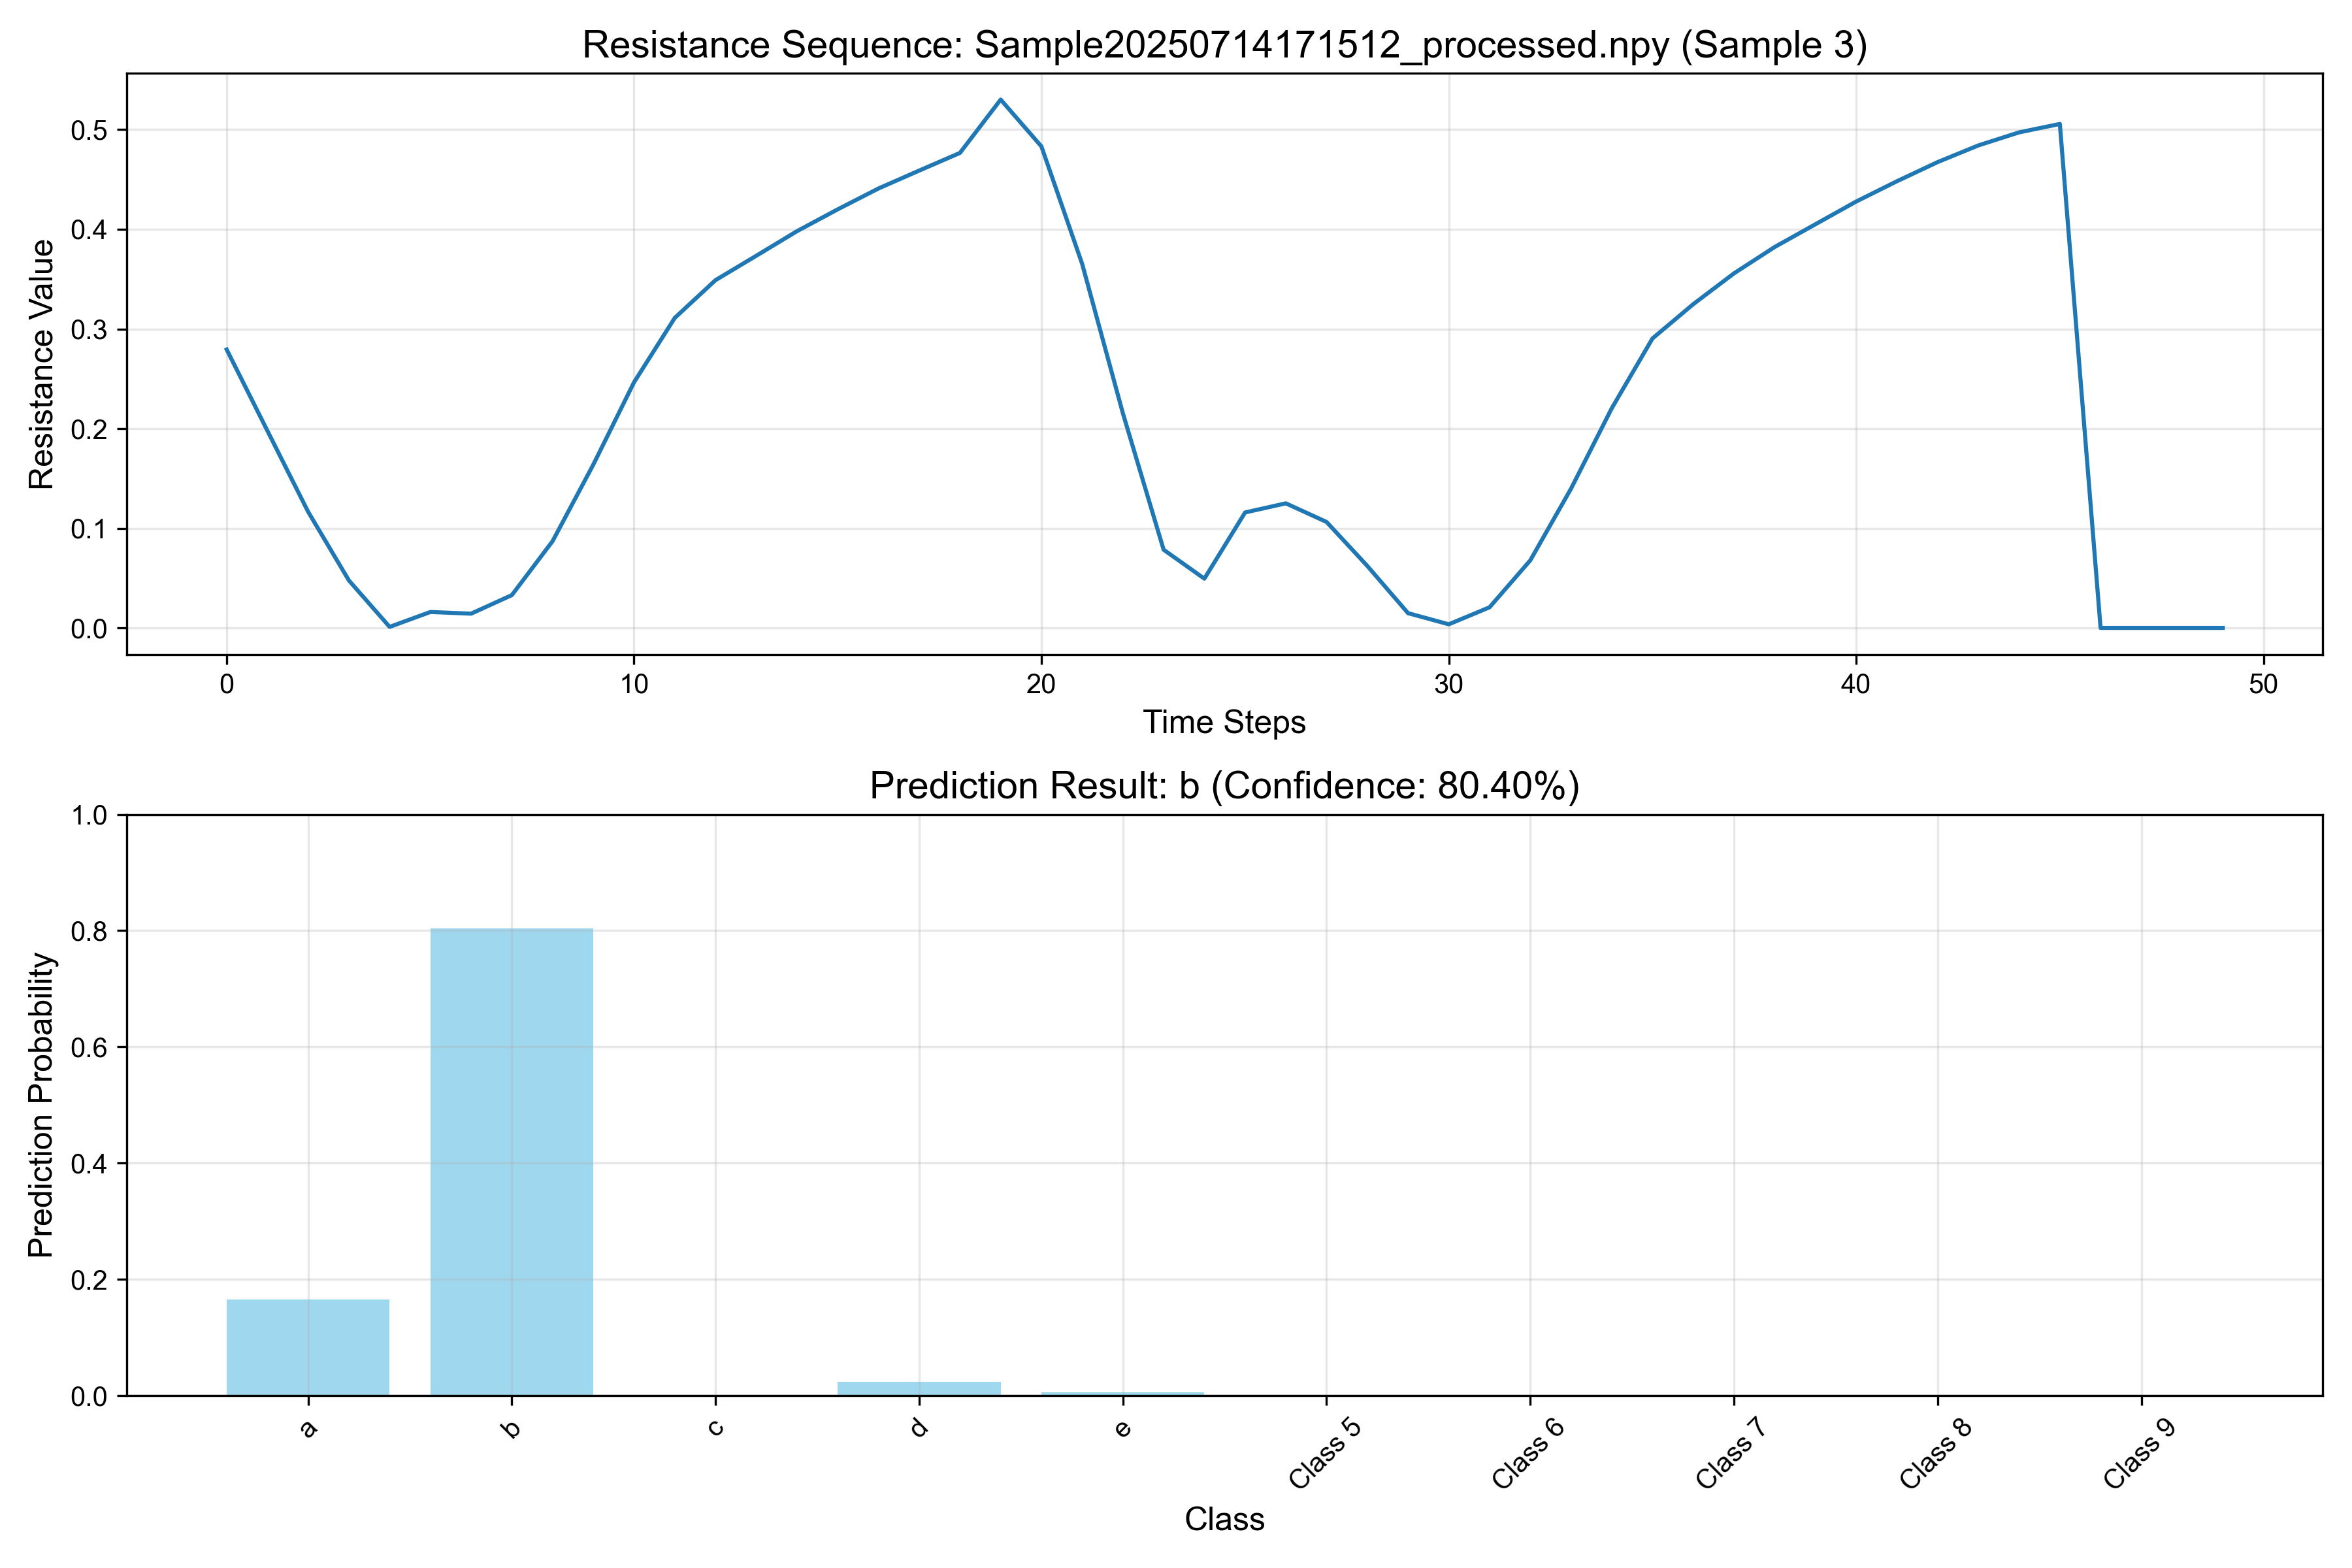 Resistance Sequence: Sample20250714171512_processed.npy (Sample 3)
Resistance Value
0.5
0.4
0.3
0.2
0.1
0.0
0 10 20 30 40 50
Time Steps
Prediction Result: b (Confidence: 80.40%)
Prediction Probability
1.0
0.8
0.6
0.4
0.2
0.0
a b c d e Class 5 Class 6 Class 7 Class 8 Class 9
Class